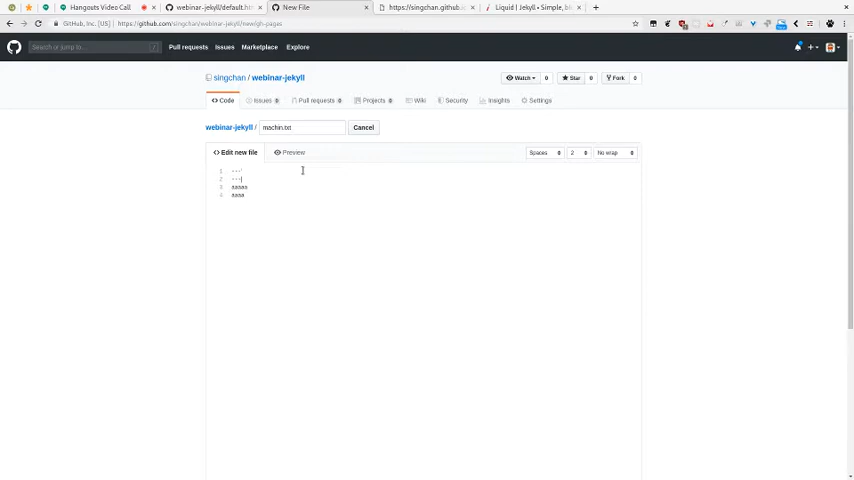 Hangouts Video Call
webinar-jekyll/default.htm
New File
https://singchan.github.
Liquid | Jekyll • Simple, bl
GitHub, Inc. [US] https://github.com/singchan/webinar-jekyll/new/gh-pages
Search or jump to... / Pull requests Issues Marketplace Explore
singchan / webinar-jekyll Watch 0 Star 0 Fork 0
Code Issues 0 Pull requests 0 Projects 0 Wiki Security Insights Settings
webinar-jekyll / machin.txt Cancel
Edit new file Preview Spaces 2 No wrap
1 ---
2 ---
3 aaaaa
4 aaaa